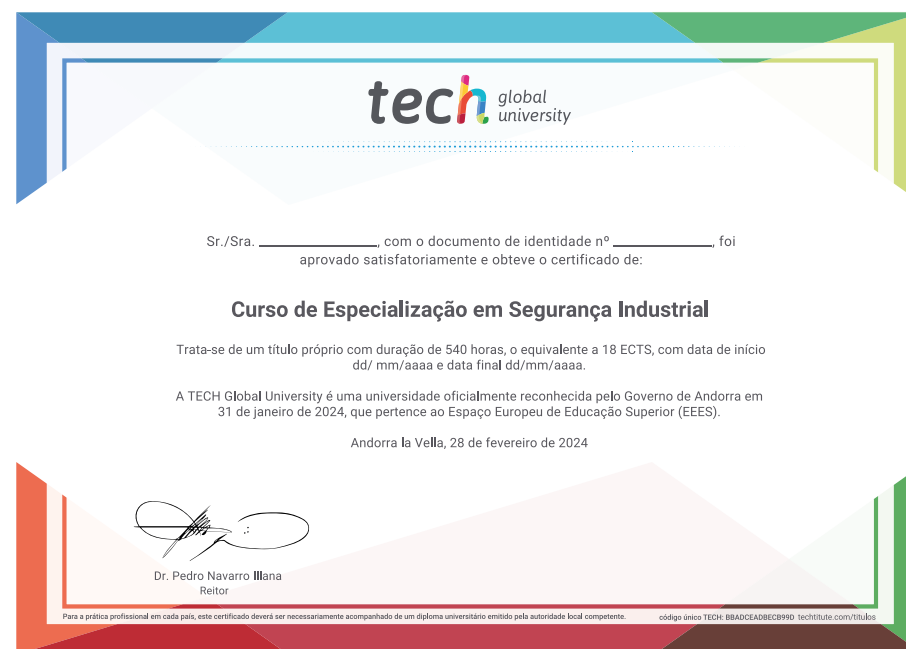 tech global university
Sr./Sra. ________________, com o documento de identidade nº ______________, foi
aprovado satisfatoriamente e obteve o certificado de:
Curso de Especialização em Segurança Industrial
Trata-se de um título próprio com duração de 540 horas, o equivalente a 18 ECTS, com data de início
dd/ mm/aaaa e data final dd/mm/aaaa.
A TECH Global University é uma universidade oficialmente reconhecida pelo Governo de Andorra em
31 de janeiro de 2024, que pertence ao Espaço Europeu de Educação Superior (EEES).
Andorra la Vella, 28 de fevereiro de 2024
Dr. Pedro Navarro Illana
Reitor
Para a prática profissional em cada país, este certificado deverá ser necessariamente acompanhado de um diploma universitário emitido pela autoridade local competente.
código único TECH: BBADCEADBECB99D techtitute.com/titulos